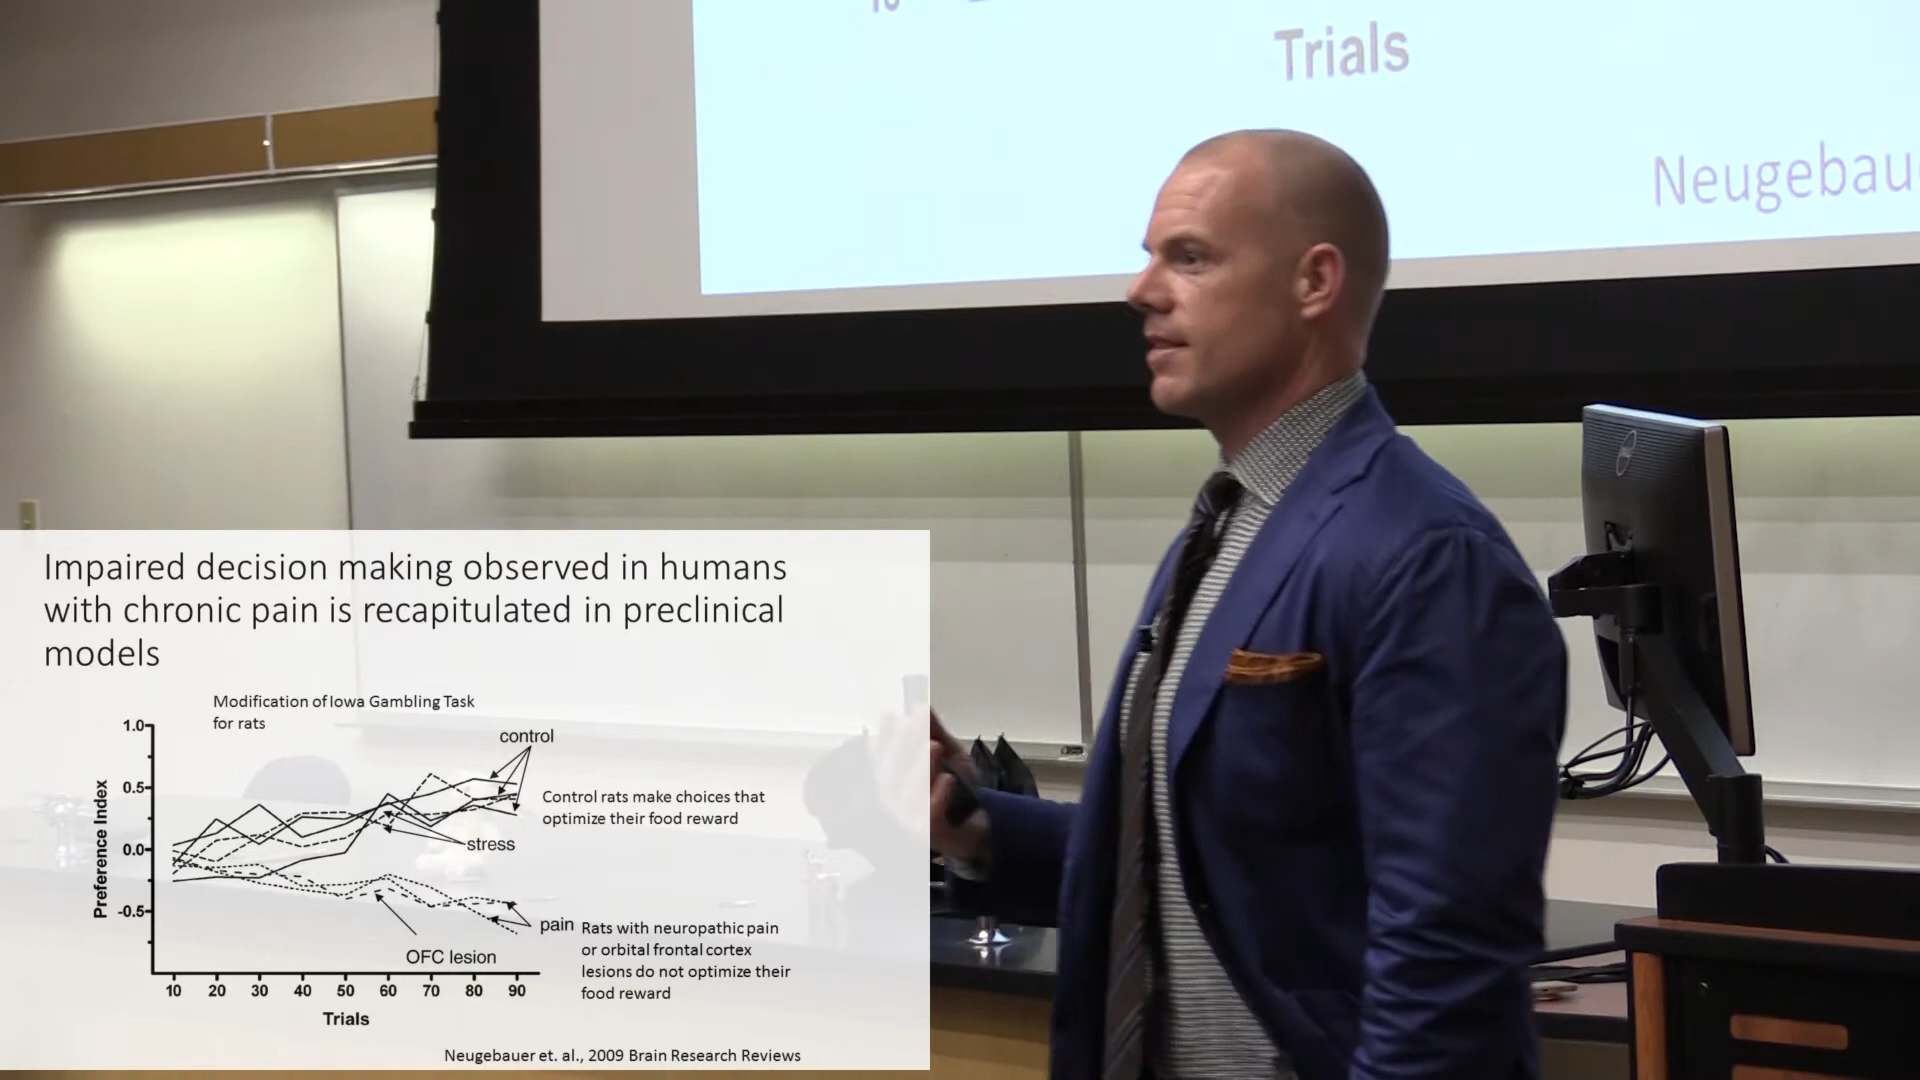 Trials
Impaired decision making observed in humans
with chronic pain is recapitulated in preclinical
models
Modification of Iowa Gambling Task
for rats
1.0
0.5
0.0
-0.5
Preference Index
control
Control rats make choices that
optimize their food reward
stress
pain
Rats with neuropathic pain
or orbital frontal cortex
lesions do not optimize their
food reward
OFC lesion
10 20 30 40 50 60 70 80 90
Trials
Neugebauer et. al., 2009 Brain Research Reviews